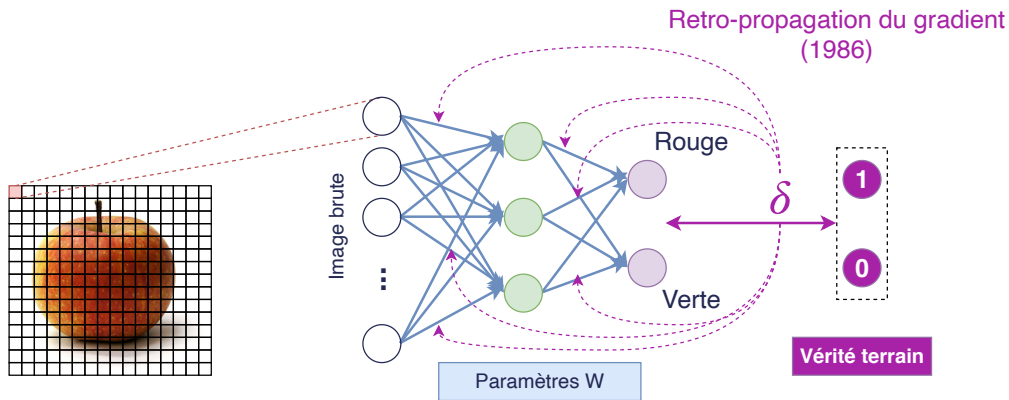 Retro-propagation du gradient
(1986)
Image brute
...
Rouge
Verte
δ
1
0
Paramètres W
Vérité terrain